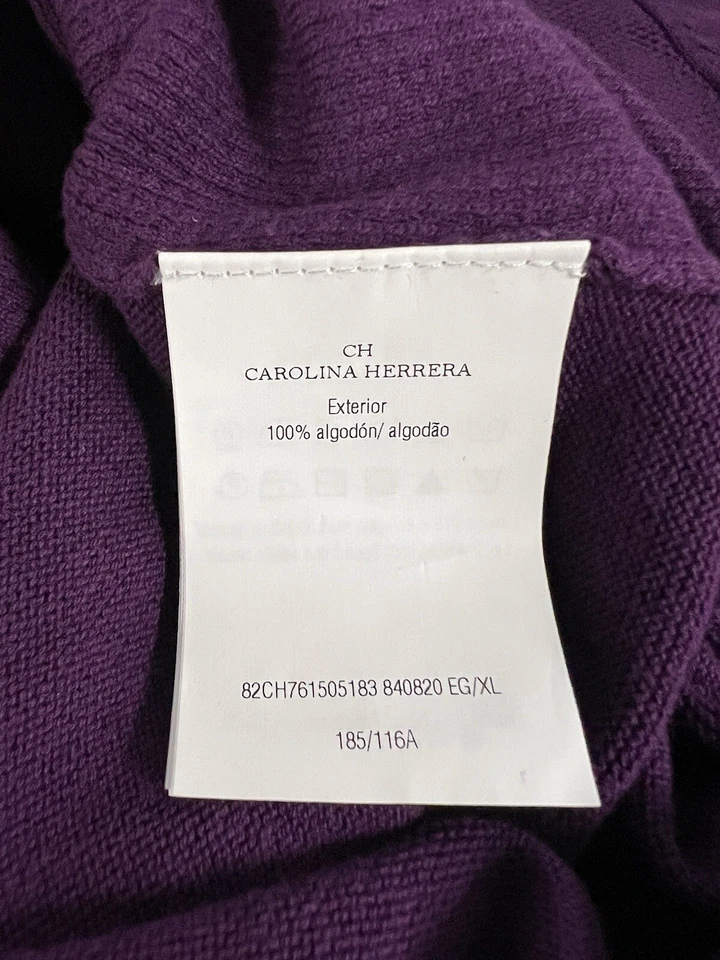 CH
CAROLINA HERRERA
Exterior
100% algodón/ algodão
82CH761505183 840820 EG/XL
185/116A